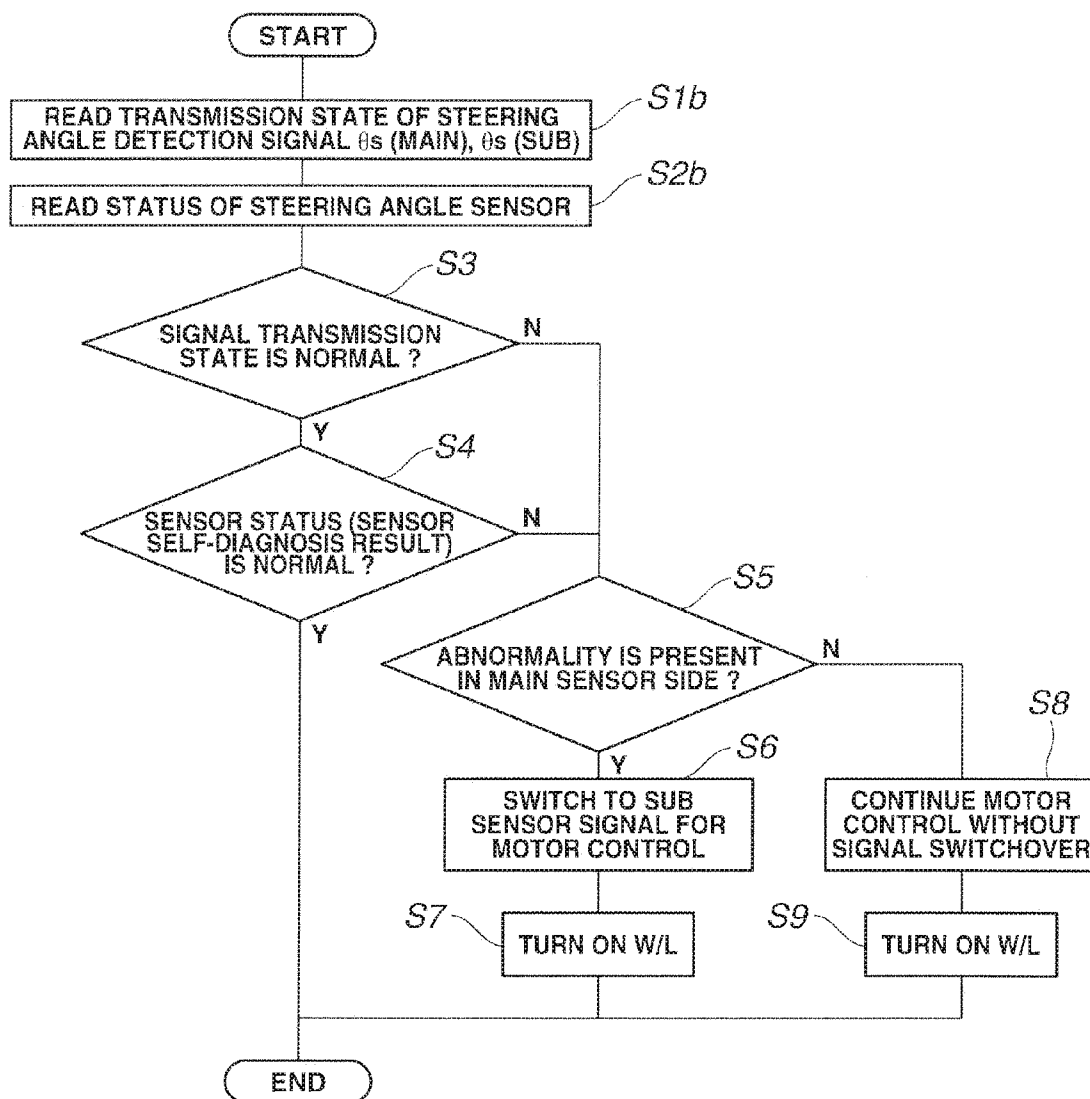 START
READ TRANSMISSION STATE OF STEERING
ANGLE DETECTION SIGNAL θs (MAIN), θs (SUB)
S1b
READ STATUS OF STEERING ANGLE SENSOR
S2b
S3
SIGNAL TRANSMISSION
STATE IS NORMAL ?
N
Y
S4
SENSOR STATUS (SENSOR
SELF-DIAGNOSIS RESULT)
IS NORMAL ?
N
Y
S5
ABNORMALITY IS PRESENT
IN MAIN SENSOR SIDE ?
N
Y
S6
SWITCH TO SUB
SENSOR SIGNAL FOR
MOTOR CONTROL
S8
CONTINUE MOTOR
CONTROL WITHOUT
SIGNAL SWITCHOVER
S7
TURN ON W/L
S9
TURN ON W/L
END